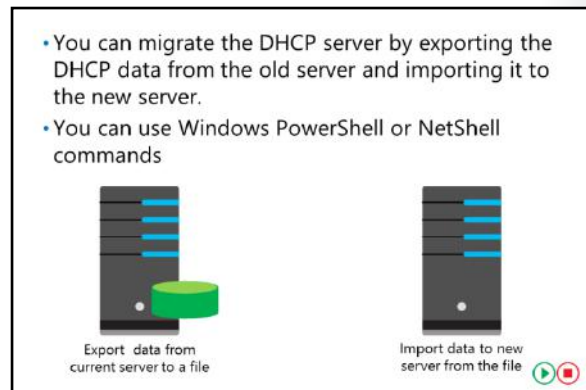 • You can migrate the DHCP server by exporting the
DHCP data from the old server and importing it to
the new server.
• You can use Windows PowerShell or NetShell
commands
Export data from
current server to a file
Import data to new
server from the file